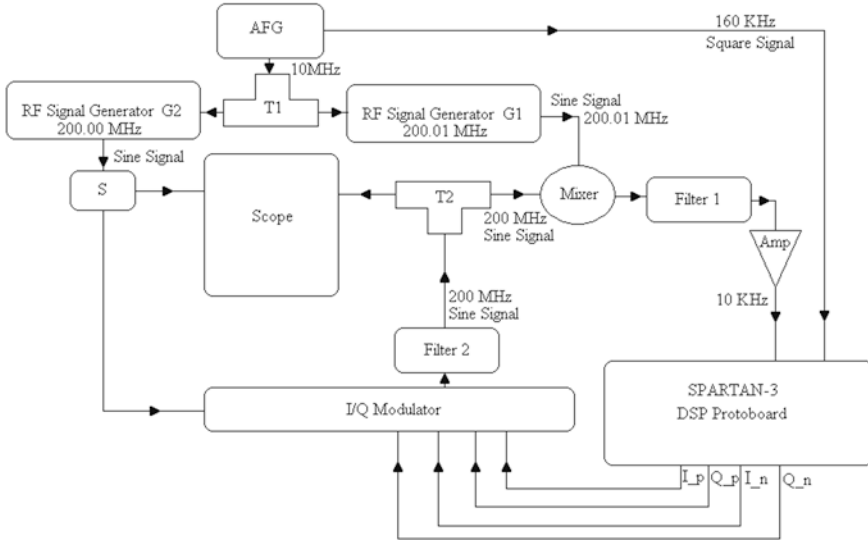 AFG
160 KHz
Square Signal
10MHz
RF Signal Generator G2
200.00 MHz
T1
RF Signal Generator G1
200.01 MHz
Sine Signal
200.01 MHz
Sine Signal
S
Scope
T2
200 MHz
Sine Signal
Mixer
Filter 1
Amp
10 KHz
200 MHz
Sine Signal
Filter 2
I/Q Modulator
SPARTAN-3
DSP Protoboard
I_p
Q_p
I_n
Q_n